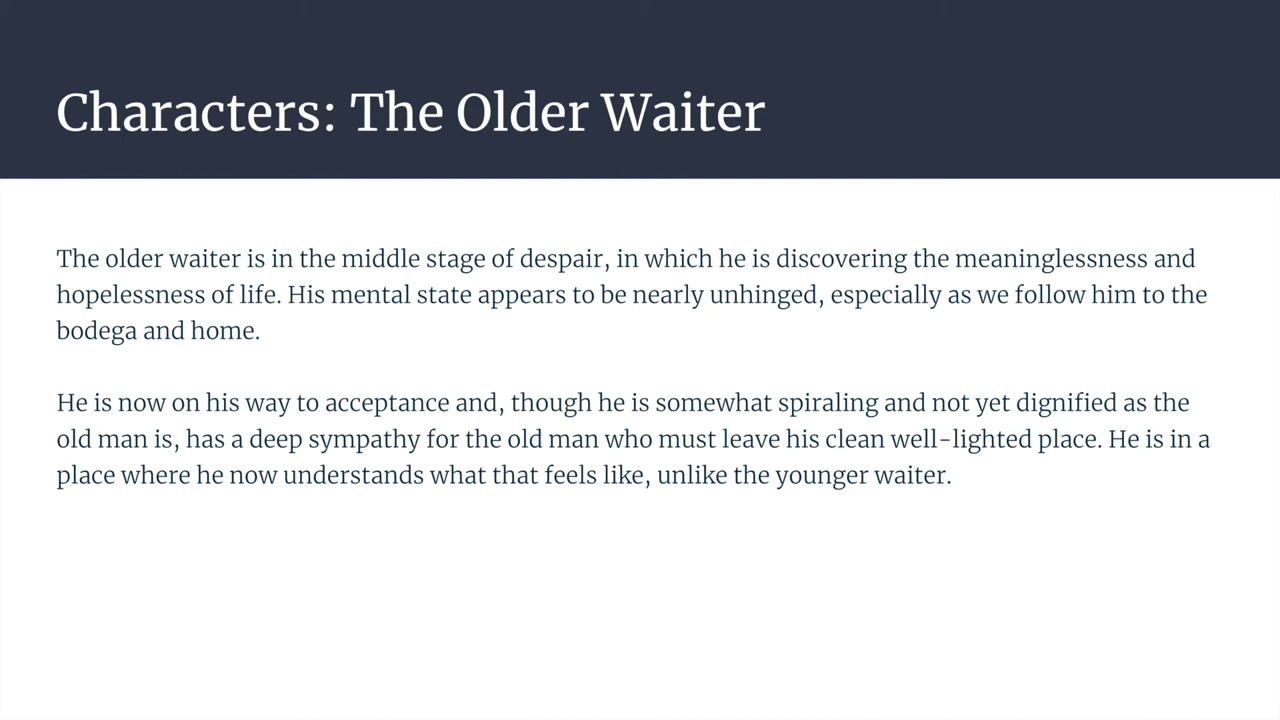 Characters: The Older Waiter
The older waiter is in the middle stage of despair, in which he is discovering the meaninglessness and
hopelessness of life. His mental state appears to be nearly unhinged, especially as we follow him to the
bodega and home.
He is now on his way to acceptance and, though he is somewhat spiraling and not yet dignified as the
old man is, has a deep sympathy for the old man who must leave his clean well-lighted place. He is in a
place where he now understands what that feels like, unlike the younger waiter.